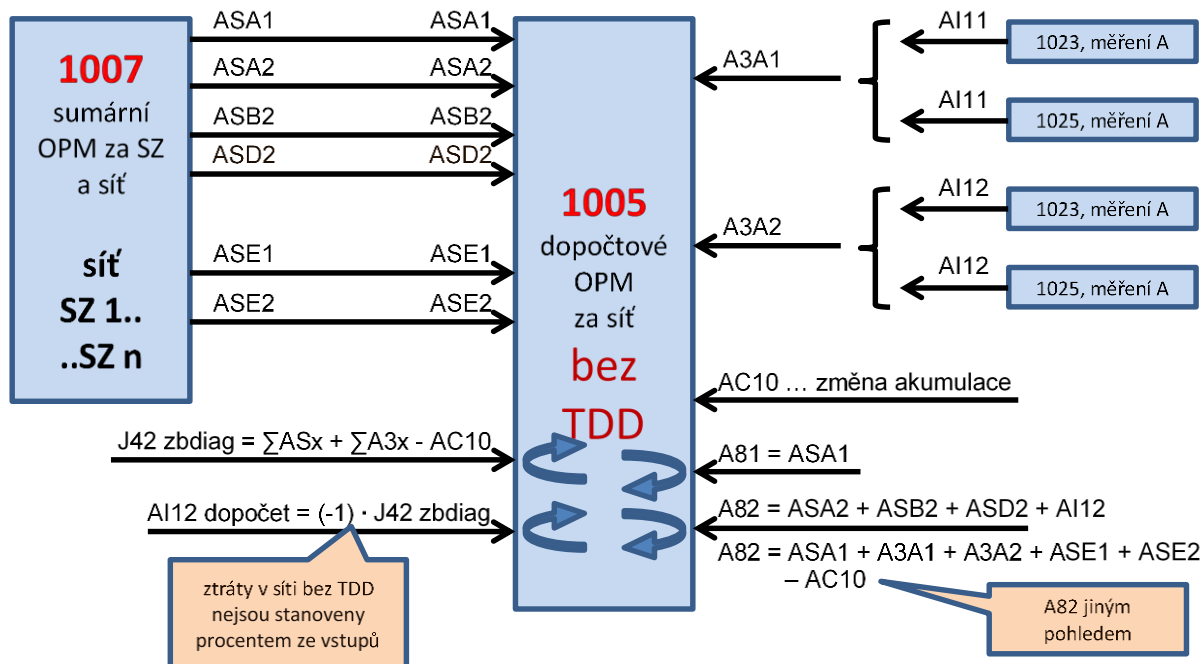 1007
sumární
OPM za SZ
a síť
síť
SZ 1..
..SZ n
ASA1 ASA1
ASA2 ASA2
ASB2 ASB2
ASD2 ASD2
ASE1 ASE1
ASE2 ASE2
J42 zbdiag = ∑ASx + ∑A3x - AC10
AI12 dopočet = (-1) · J42 zbdiag
ztráty v síti bez TDD
nejsou stanoveny
procentem ze vstupů
1005
dopočtové
OPM
za síť
bez
TDD
A3A1
AI11
1023, měření A
AI11
1025, měření A
A3A2
AI12
1023, měření A
AI12
1025, měření A
AC10 ... změna akumulace
A81 = ASA1
A82 = ASA2 + ASB2 + ASD2 + AI12
A82 = ASA1 + A3A1 + A3A2 + ASE1 + ASE2
– AC10
A82 jiným
pohledem